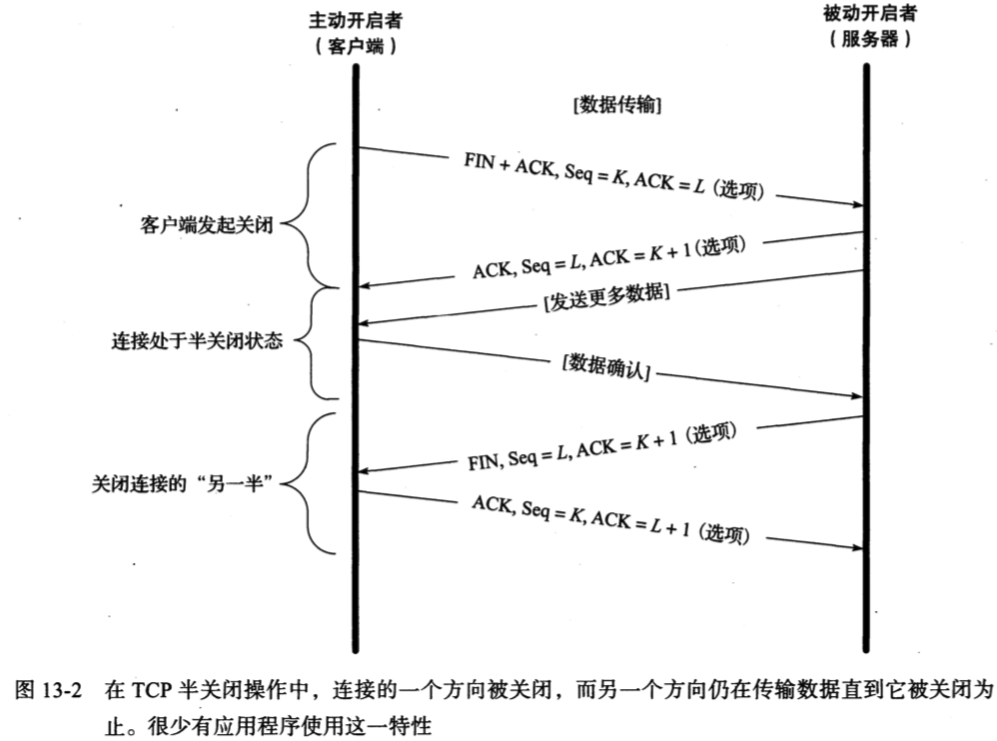 主动开启者
（客户端）
被动开启者
（服务器）
[数据传输]
FIN + ACK, Seq = K, ACK = L (选项)
客户端发起关闭
ACK, Seq = L, ACK = K + 1 (选项)
[发送更多数据]
连接处于半关闭状态
[数据确认]
FIN, Seq = L, ACK = K + 1 (选项)
关闭连接的“另一半”
ACK, Seq = K, ACK = L + 1 (选项)
图 13-2 在 TCP 半关闭操作中，连接的一个方向被关闭，而另一个方向仍在传输数据直到它被关闭为
止。很少有应用程序使用这一特性